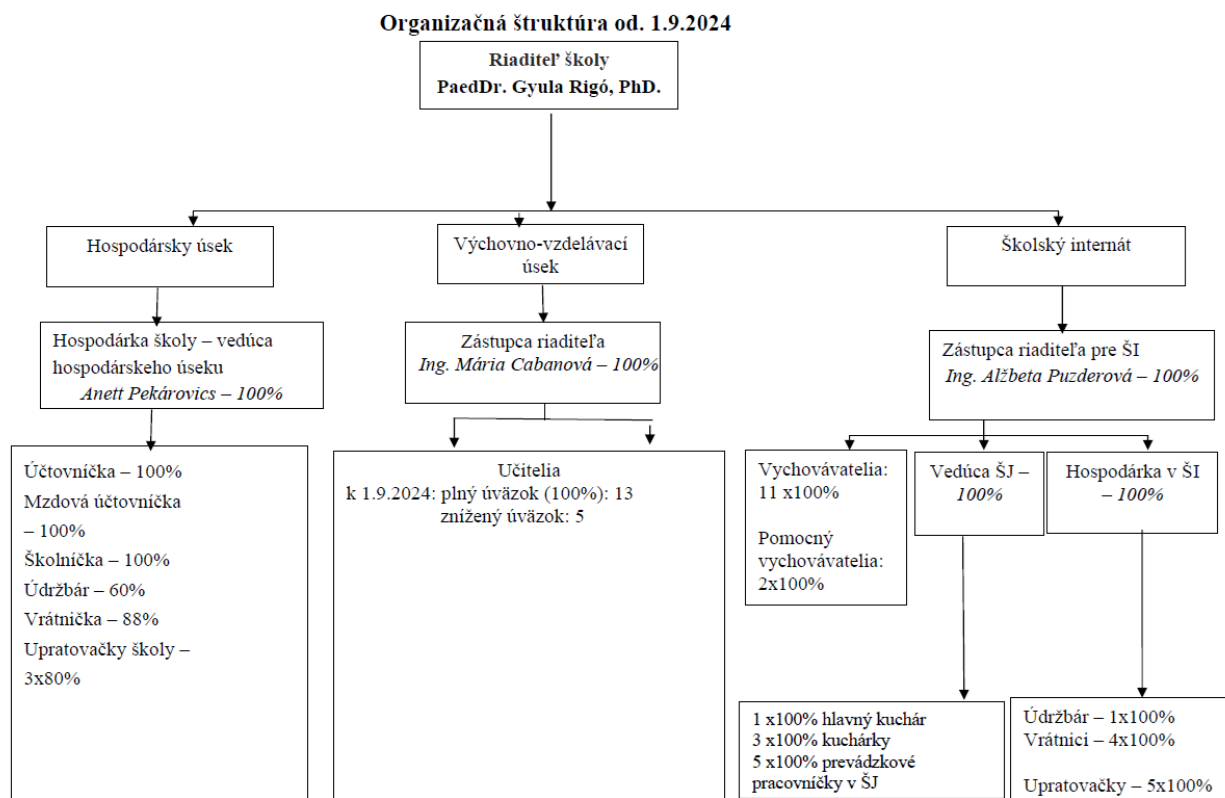 Organizačná štruktúra od. 1.9.2024
Riaditeľ školy
PaedDr. Gyula Rigó, PhD.
Hospodársky úsek
Výchovno-vzdelávací
úsek
Školský internát
Hospodárka školy – vedúca
hospodárskeho úseku
Anett Pekárovics – 100%
Zástupca riaditeľa
Ing. Mária Cabanová – 100%
Zástupca riaditeľa pre ŠI
Ing. Alžbeta Puzderová – 100%
Účtovníčka – 100%
Mzdová účtovníčka
– 100%
Školníčka – 100%
Údržbár – 60%
Vrátnička – 88%
Upratovačky školy –
3x80%
Učitelia
k 1.9.2024: plný úväzok (100%): 13
znížený úväzok: 5
Vychovávatelia:
11 x100%
Pomocný
vychovávatelia:
2x100%
Vedúca ŠJ –
100%
Hospodárka v ŠI
– 100%
1 x100% hlavný kuchár
3 x100% kuchárky
5 x100% prevádzkové
pracovníčky v ŠJ
Údržbár – 1x100%
Vrátnici – 4x100%
Upratovačky – 5x100%